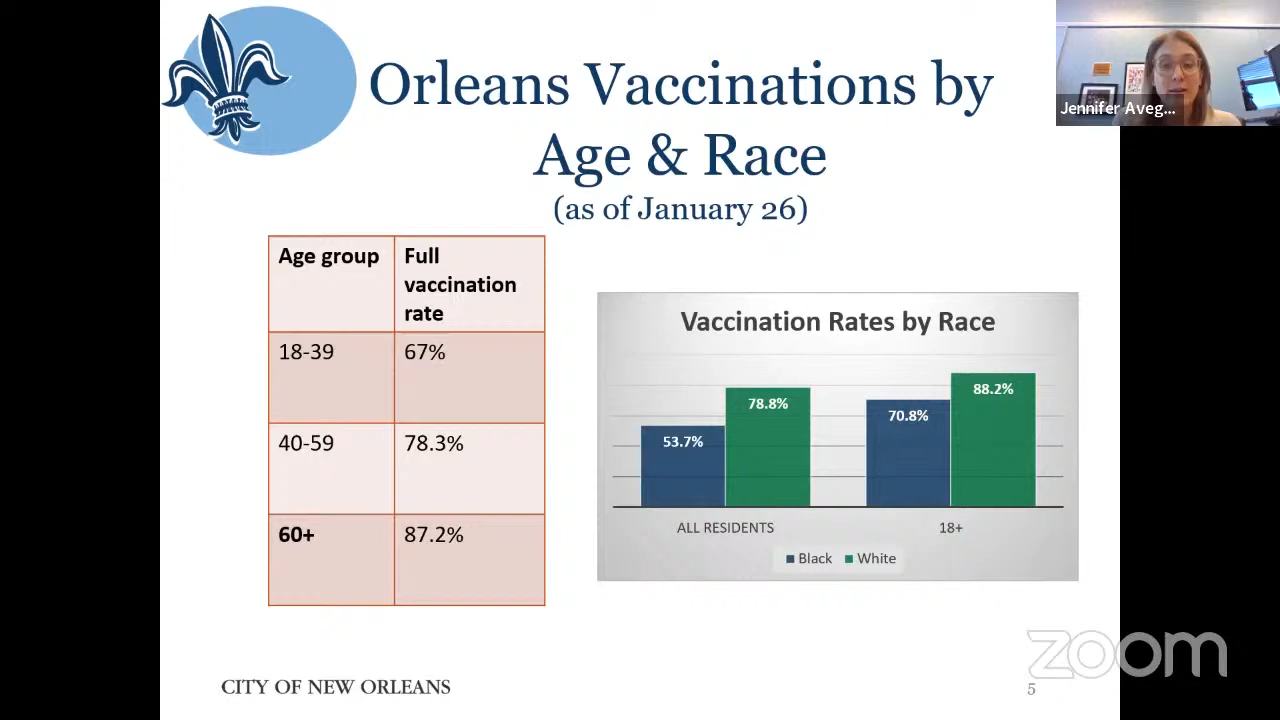 Orleans Vaccinations by
Age & Race
(as of January 26)
Jennifer Aveg...
Age group
Full
vaccination
rate
18-39
67%
40-59
78.3%
60+
87.2%
Vaccination Rates by Race
53.7%
78.8%
70.8%
88.2%
ALL RESIDENTS
18+
Black
White
CITY OF NEW ORLEANS
zoom
5